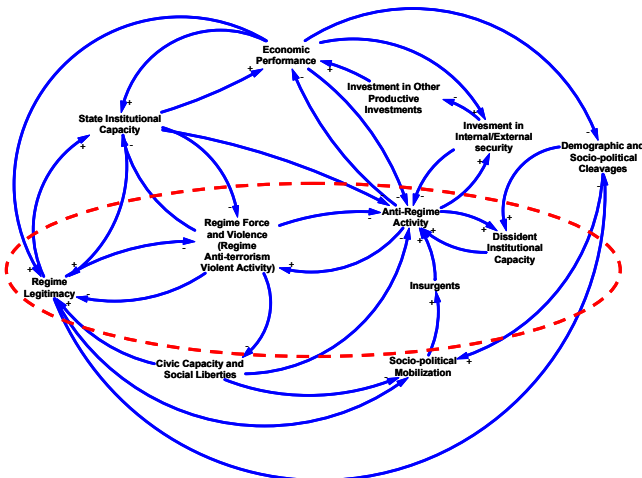 Economic
Performance
Investment in Other
Productive
Investments
State Institutional
Capacity
Invesment in
Internal/External
security
Demographic and
Socio-political
Cleavages
Anti-Regime
Activity
Regime Force
and Violence
(Regime
Anti-terrorism
Violent Activity)
Dissident
Institutional
Capacity
Regime
Legitimacy
Insurgents
Civic Capacity and
Social Liberties
Socio-political
Mobilization